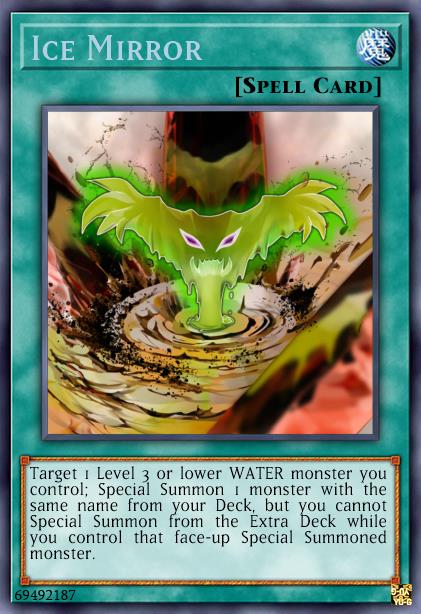 Ice Mirror
[Spell Card]
Target 1 Level 3 or lower WATER monster you
control; Special Summon 1 monster with the
same name from your Deck, but you cannot
Special Summon from the Extra Deck while
you control that face-up Special Summoned
monster.
69492187